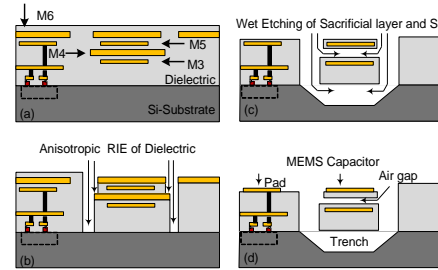 M6
M5
M4
M3
Dielectric
Si-Substrate
(a)
Wet Etching of Sacrificial layer and S
(c)
Anisotropic RIE of Dielectric
(b)
MEMS Capacitor
Pad
Air gap
Trench
(d)